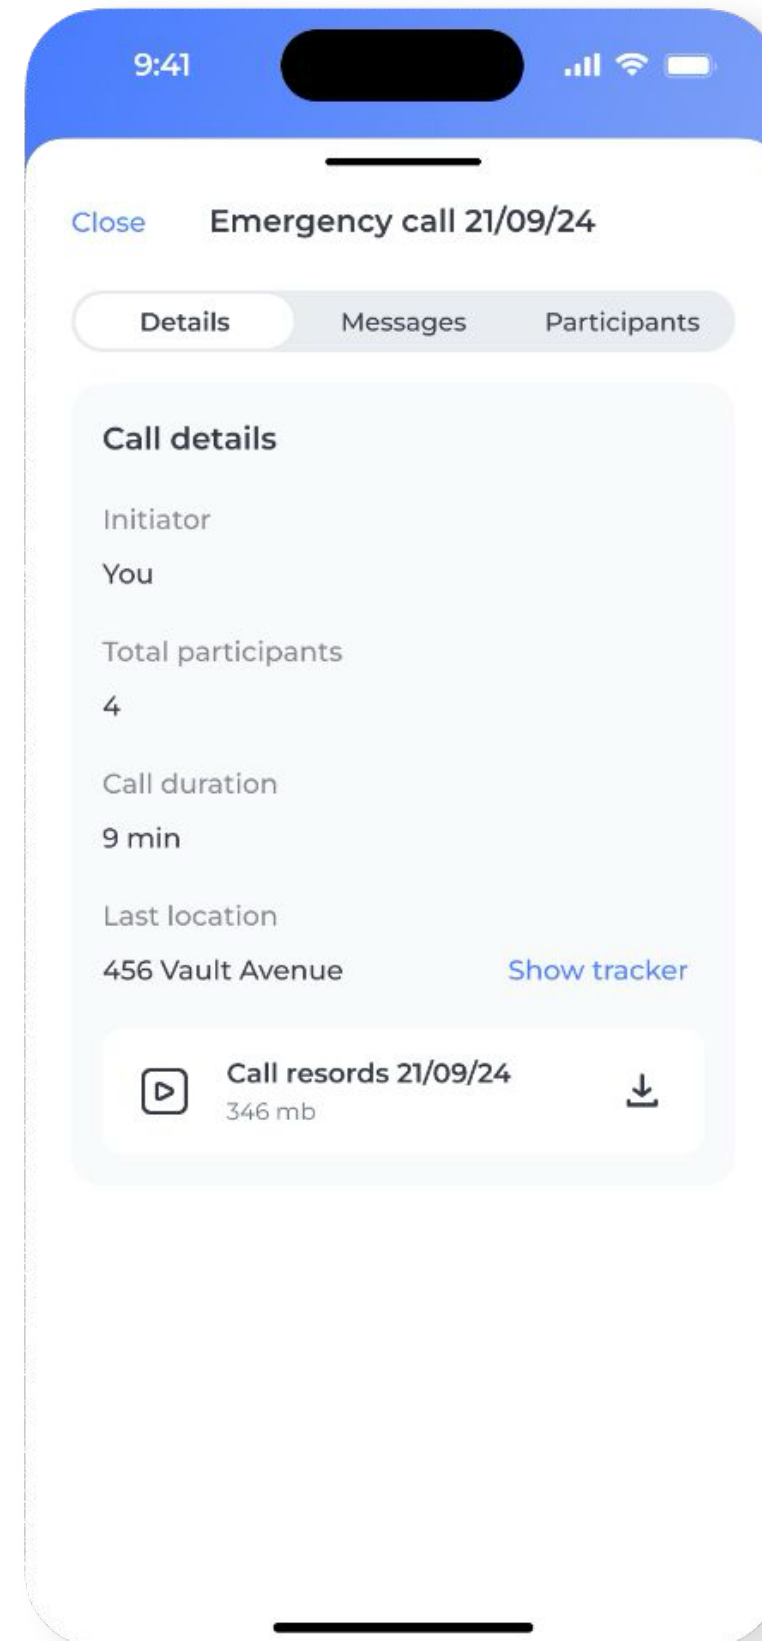 9:41
Close Emergency call 21/09/24
Details Messages Participants
Call details
Initiator
You
Total participants
4
Call duration
9 min
Last location
456 Vault Avenue Show tracker
Call resords 21/09/24
346 mb